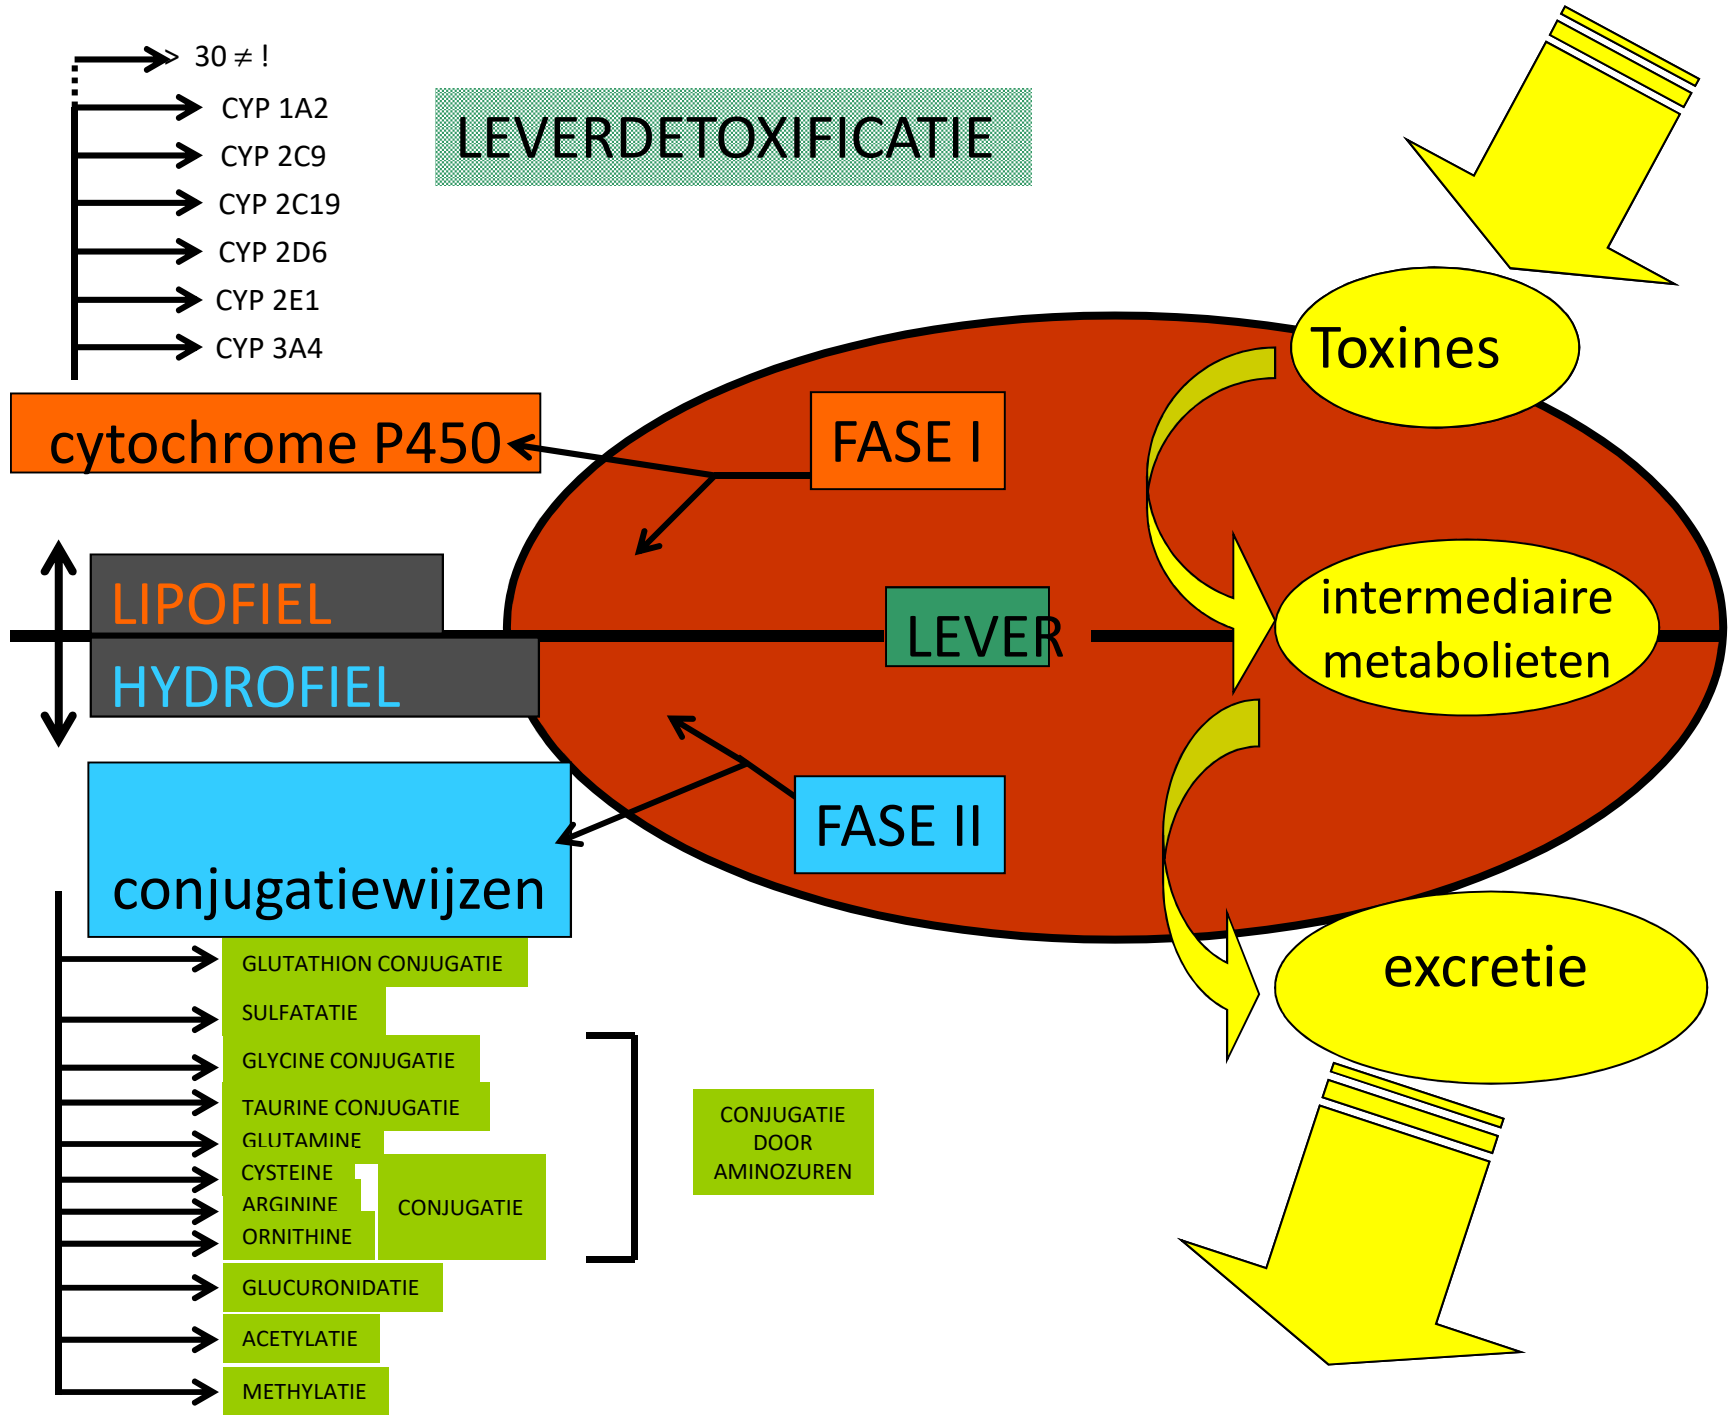 > 30 ≠ !
CYP 1A2
CYP 2C9
CYP 2C19
CYP 2D6
CYP 2E1
CYP 3A4
LEVERDETOXIFICATIE
Toxines
cytochrome P450
FASE I
LIPOFIEL
HYDROFIEL
LEVER
intermediaire
metabolieten
FASE II
conjugatiewijzen
excretie
GLUTATHION CONJUGATIE
SULFATATIE
GLYCINE CONJUGATIE
TAURINE CONJUGATIE
GLUTAMINE
CYSTEINE
ARGININE
ORNITHINE
CONJUGATIE
CONJUGATIE
DOOR
AMINOZUREN
GLUCURONIDATIE
ACETYLATIE
METHYLATIE